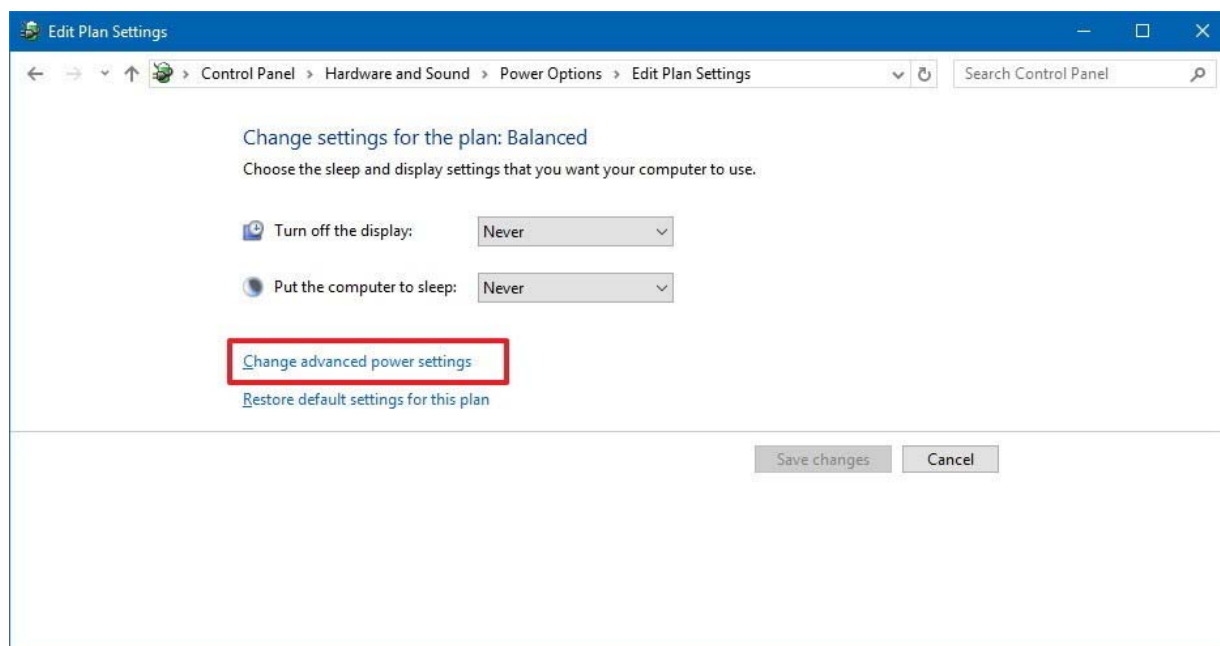 Edit Plan Settings
Control Panel > Hardware and Sound > Power Options > Edit Plan Settings
Search Control Panel
Change settings for the plan: Balanced
Choose the sleep and display settings that you want your computer to use.
Turn off the display: Never
Put the computer to sleep: Never
Change advanced power settings
Restore default settings for this plan
Save changes Cancel